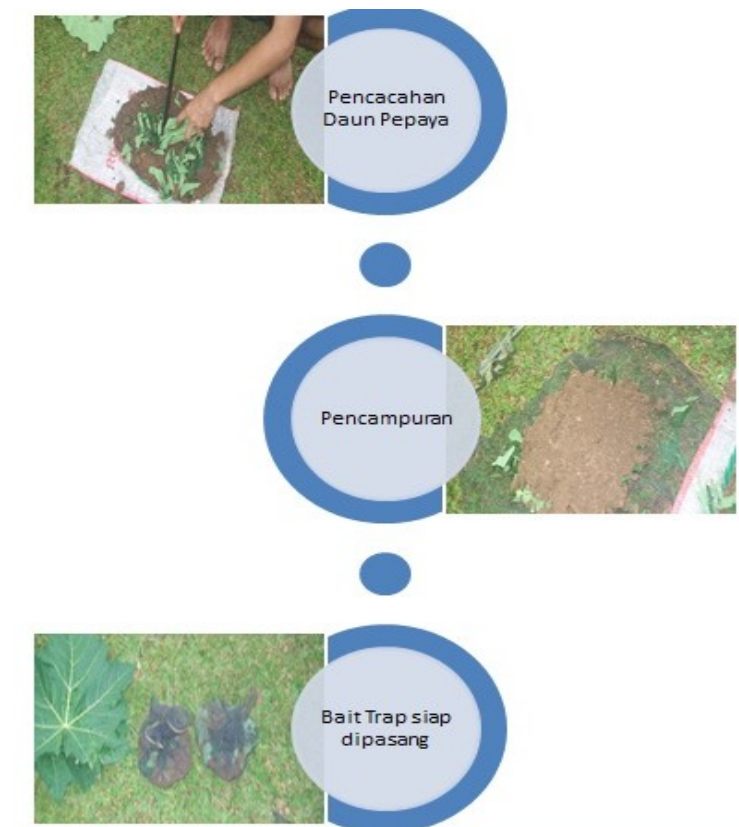 Pencacahan
Daun Pepaya
Pencampuran
Bait Trap siap
dipasang